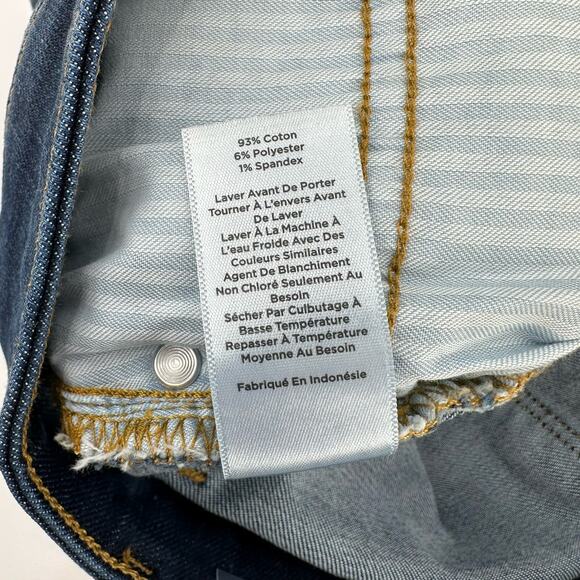 93% Coton
6% Polyester
1% Spandex
Laver Avant De Porter
Tourner À L'envers Avant
De Laver
Laver À La Machine À
L'eau Froide Avec Des
Couleurs Similaires
Agent De Blanchiment
Non Chloré Seulement Au
Besoin
Sécher Par Culbutage À
Basse Température
Repasser À Température
Moyenne Au Besoin
Fabriqué En Indonésie